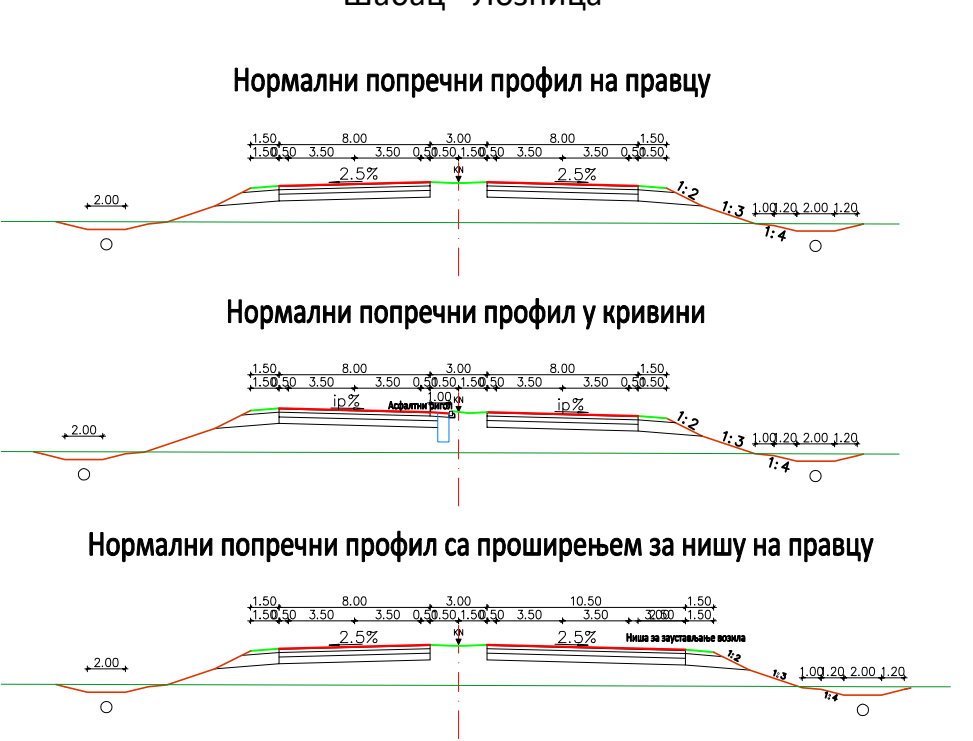 Шабац - Лозница
Нормални попречни профил на правцу
1.50 8.00 3.00 8.00 1.50
1.50 0.50 3.50 3.50 0.50 1.50 1.50 0.50 3.50 3.50 0.50 1.50
KN
2.5% 2.5%
1:2
2.00 1:3 1.00 1.20 2.00 1.20
1:4
Нормални попречни профил у кривини
1.50 8.00 3.00 8.00 1.50
1.50 0.50 3.50 3.50 0.50 1.50 1.50 0.50 3.50 3.50 0.50 1.50
1.00 KN
ip% Асфалтни ригол ip%
1:2
2.00 1:3 1.00 1.20 2.00 1.20
1:4
Нормални попречни профил са проширењем за нишу на правцу
1.50 8.00 3.00 10.50 1.50
1.50 0.50 3.50 3.50 0.50 1.50 1.50 0.50 3.50 3.50 1.50
KN
2.5% 2.5% Ниша за заустављање возила
1:2
2.00 1:3 1.00 1.20 2.00 1.20
1:4